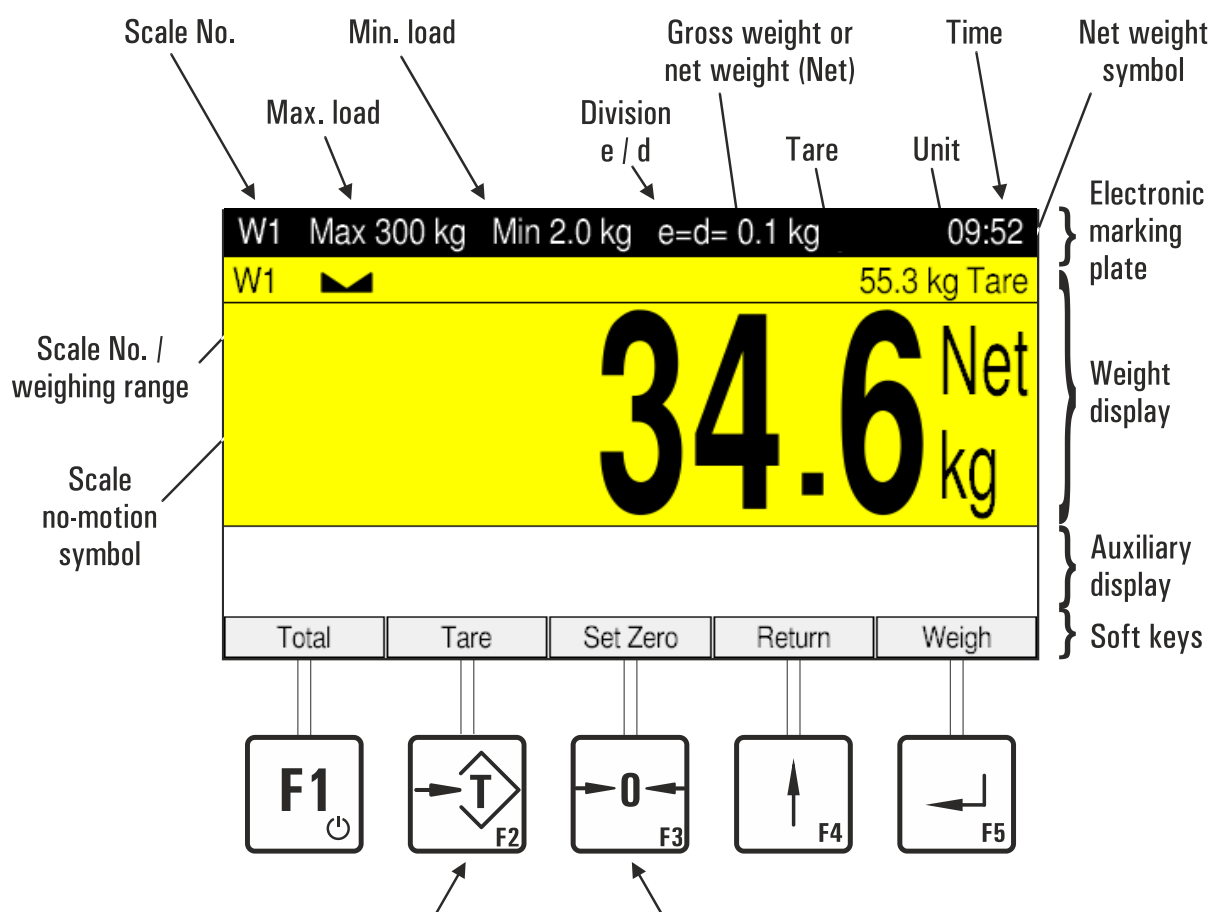 Scale No.
Min. load
Gross weight or
net weight (Net)
Time
Net weight
symbol
Max. load
Division
e / d
Tare
Unit
Electronic
marking
plate
W1 Max 300 kg Min 2.0 kg e=d= 0.1 kg 09:52
W1 55.3 kg Tare
34.6 Net
kg
Scale No. /
weighing range
Weight
display
Scale
no-motion
symbol
Auxiliary
display
Total Tare Set Zero Return Weigh
Soft keys
F1 T F2 0 F3 F4 F5